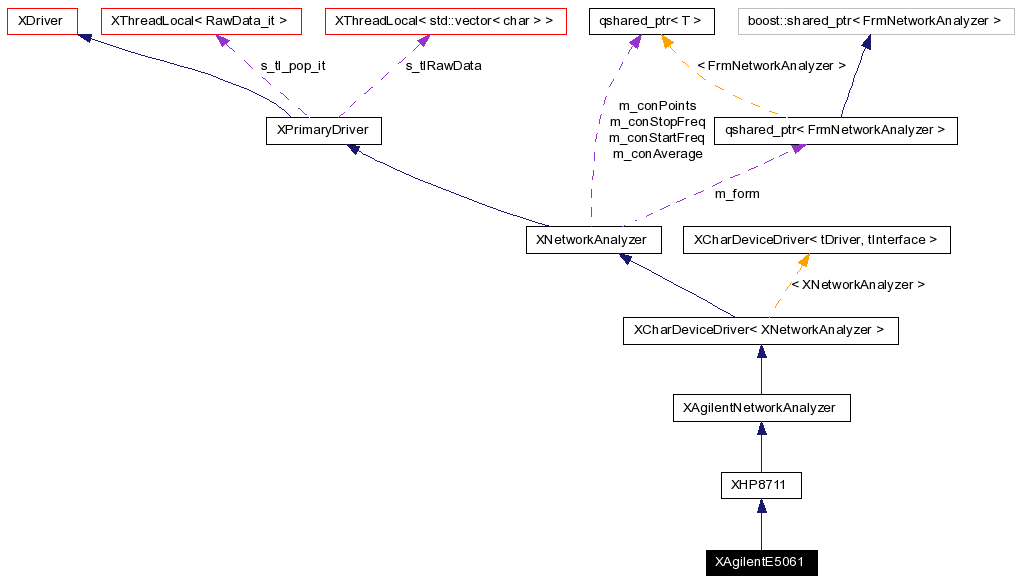 XDriver
XThreadLocal< RawData_it >
XThreadLocal< std::vector< char > >
qshared_ptr< T >
boost::shared_ptr< FrmNetworkAnalyzer >
s_tl_pop_it
s_tlRawData
< FrmNetworkAnalyzer >
m_conPoints
m_conStopFreq
m_conStartFreq
m_conAverage
XPrimaryDriver
qshared_ptr< FrmNetworkAnalyzer >
m_form
XNetworkAnalyzer
XCharDeviceDriver< tDriver, tInterface >
< XNetworkAnalyzer >
XCharDeviceDriver< XNetworkAnalyzer >
XAgilentNetworkAnalyzer
XHP8711
XAgilentE5061